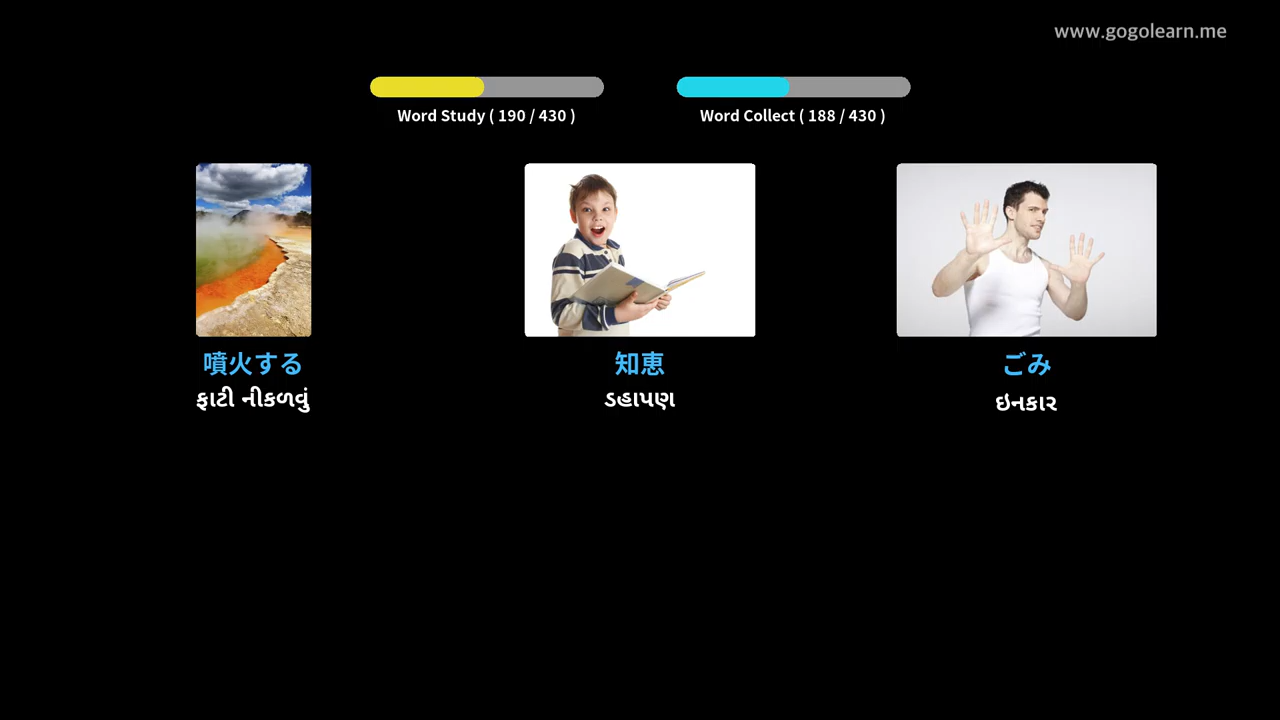 www.gogolearn.me
Word Study ( 190 / 430 )
Word Collect ( 188 / 430 )
噴火する
知恵
ごみ
ફાટી નીકળવું
ડહાપણ
ઇનકાર